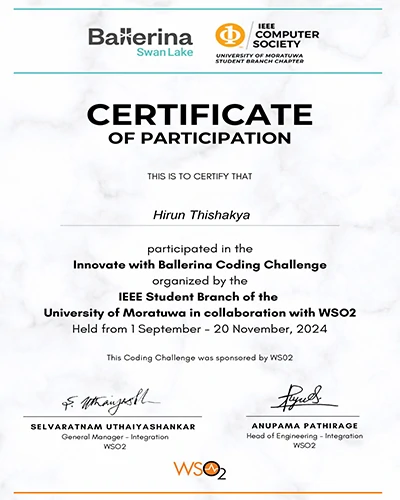 Ballerina
Swan Lake
IEEE
COMPUTER
SOCIETY
UNIVERSITY OF MORATUWA
STUDENT BRANCH CHAPTER
CERTIFICATE
OF PARTICIPATION
THIS IS TO CERTIFY THAT
Hirun Thishakya
participated in the
Innovate with Ballerina Coding Challenge
organized by the
IEEE Student Branch of the
University of Moratuwa in collaboration with WSO2
Held from 1 September - 20 November, 2024
This Coding Challenge was sponsored by WSO2
SELVARATNAM UTHAIYASHANKAR
General Manager - Integration
WSO2
ANUPAMA PATHIRAGE
Head of Engineering - Integration
WSO2
WSO2